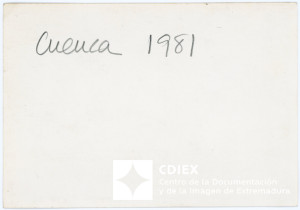 Cuenca 1981
CDIEX
Centro de la Documentación
y de la Imagen de Extremadura